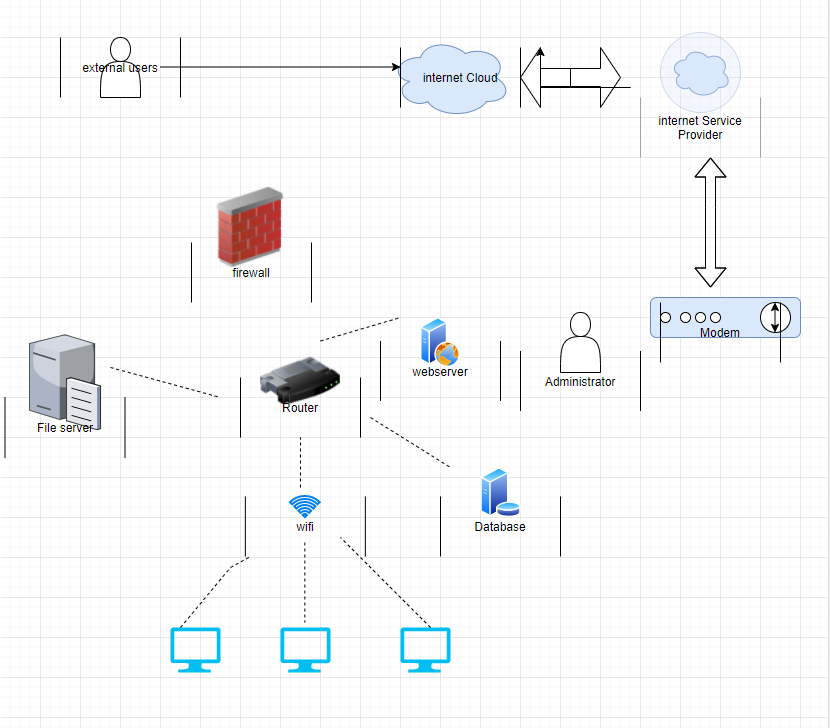 external users
internet Cloud
internet Service
Provider
firewall
Modem
webserver
Administrator
Router
File server
wifi
Database